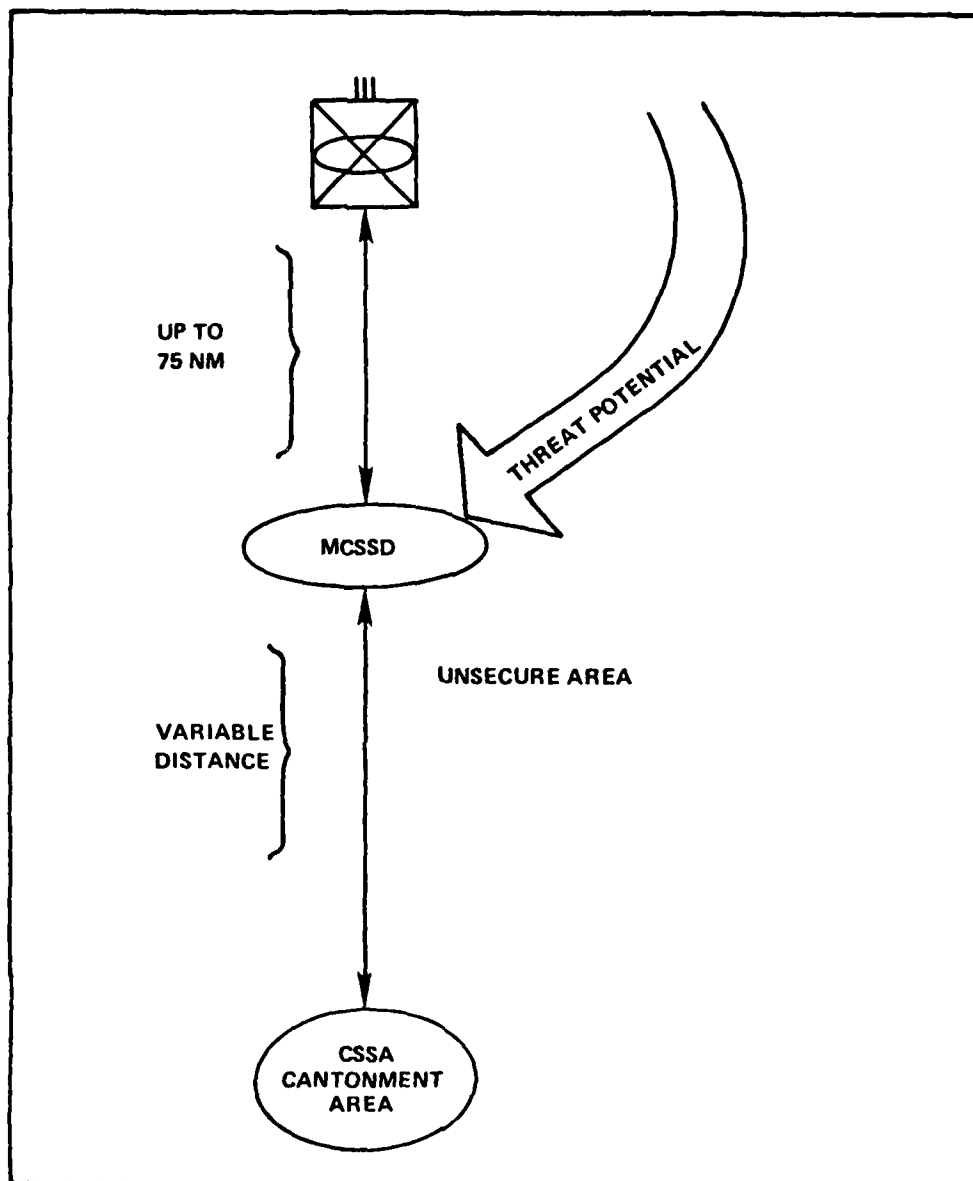 UP TO
75 NM
THREAT POTENTIAL
MCSSD
UNSECURE AREA
VARIABLE
DISTANCE
CSSA
CANTONMENT
AREA